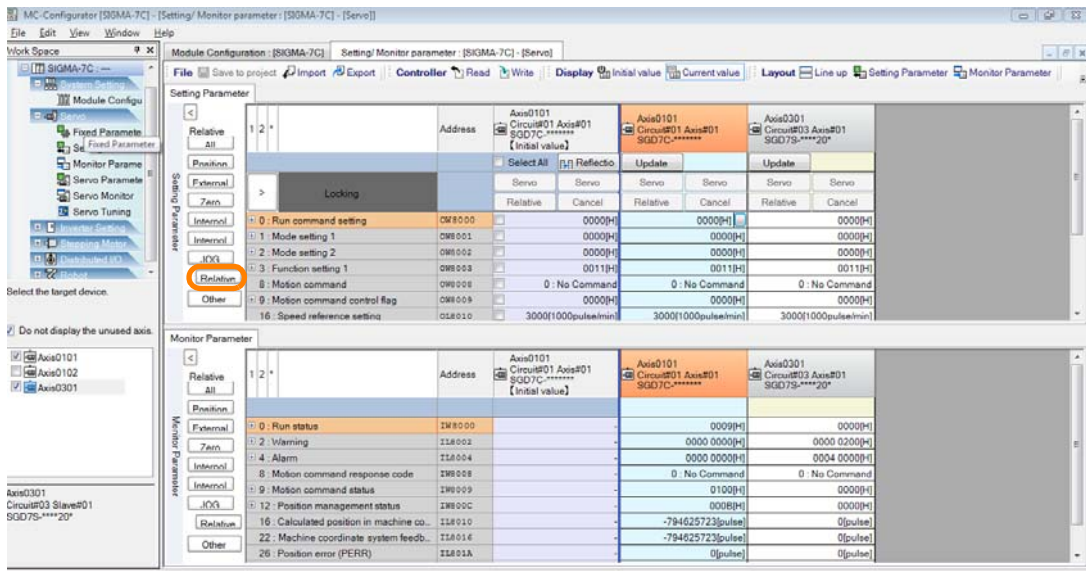 MC-Configurator [SIGMA-7C] - [Setting/ Monitor parameter : [SIGMA-7C] - [Servo]]
File Edit View Window Help
Work Space
Module Configuration : [SIGMA-7C] Setting/ Monitor parameter : [SIGMA-7C] - [Servo]
File Save to project Import Export Controller Read Write Display Initial value Current value Layout Line up Setting Parameter Monitor Parameter
SIGMA-7C : ---
System Setting
Module Configu
Servo
Fixed Paramete
Fixed Parameter
Se
Monitor Parame
Servo Paramete
Servo Monitor
Servo Tuning
Inverter Setting
Stepping Motor
Distributed I/O
Robot
Select the target device.
Do not display the unused axis.
Axis0101
Axis0102
Axis0301
Axis0301
Circuit#03 Slave#01
SGD7S-****20*
Setting Parameter
Setting Parameter
<
Relative
All
Position
External
Zero
Internol
Internol
JOG
Relative
Other
1 2 *
Address
Axis0101
Circuit#01 Axis#01
SGD7C-*******
【Initial value】
Axis0101
Circuit#01 Axis#01
SGD7C-*******
Axis0301
Circuit#03 Axis#01
SGD7S-****20*
Select All Reflectio Update Update
> Locking
Servo Servo Servo Servo Servo Servo
Relative Cancel Relative Cancel Relative Cancel
0 : Run command setting OW8000 0000[H] 0000[H] 0000[H]
1 : Mode setting 1 OW8001 0000[H] 0000[H] 0000[H]
2 : Mode setting 2 OW8002 0000[H] 0000[H] 0000[H]
3 : Function setting 1 OW8003 0011[H] 0011[H] 0011[H]
8 : Motion command OW8008 0 : No Command 0 : No Command 0 : No Command
9 : Motion command control flag OW8009 0000[H] 0000[H] 0000[H]
16 : Speed reference setting OL8010 3000[1000pulse/min] 3000[1000pulse/min] 3000[1000pulse/min]
Monitor Parameter
Monitor Parameter
<
Relative
All
Position
External
Zero
Internol
Internol
JOG
Relative
Other
1 2 *
Address
Axis0101
Circuit#01 Axis#01
SGD7C-*******
【Initial value】
Axis0101
Circuit#01 Axis#01
SGD7C-*******
Axis0301
Circuit#03 Axis#01
SGD7S-****20*
0 : Run status IW8000 - 0009[H] 0000[H]
2 : Warning IL8002 - 0000 0000[H] 0000 0200[H]
4 : Alarm IL8004 - 0000 0000[H] 0004 0000[H]
8 : Motion command response code IW8008 - 0 : No Command 0 : No Command
9 : Motion command status IW8009 - 0100[H] 0000[H]
12 : Position management status IW800C - 000B[H] 0000[H]
16 : Calculated position in machine co... IL8010 - -794625723[pulse] 0[pulse]
22 : Machine coordinate system feedb... IL8016 - -794625723[pulse] 0[pulse]
26 : Position error (PERR) IL801A - 0[pulse] 0[pulse]